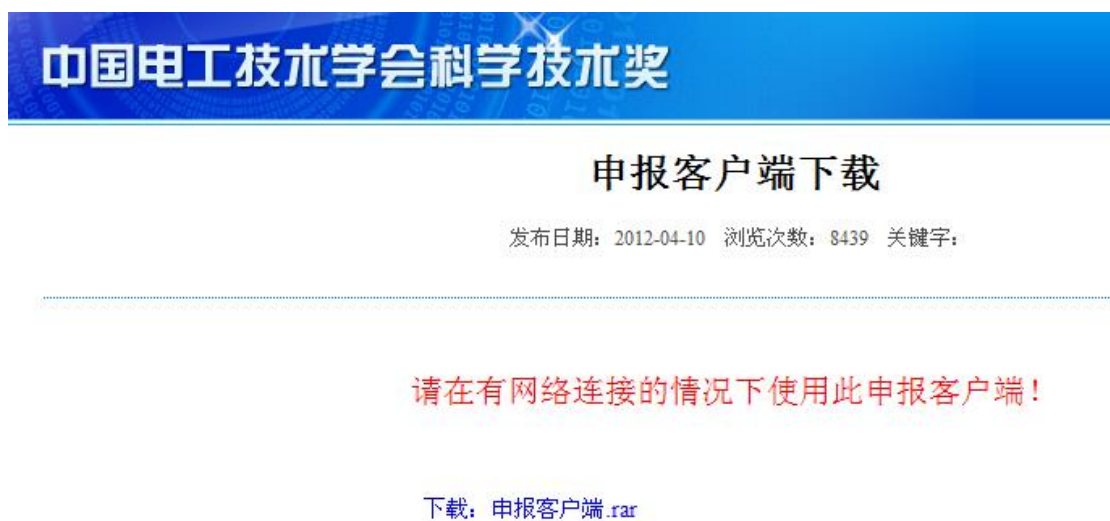 中国电工技术学会科学技术奖
申报客户端下载
发布日期：2012-04-10 浏览次数：8439 关键字：
请在有网络连接的情况下使用此申报客户端！
下载：申报客户端.rar